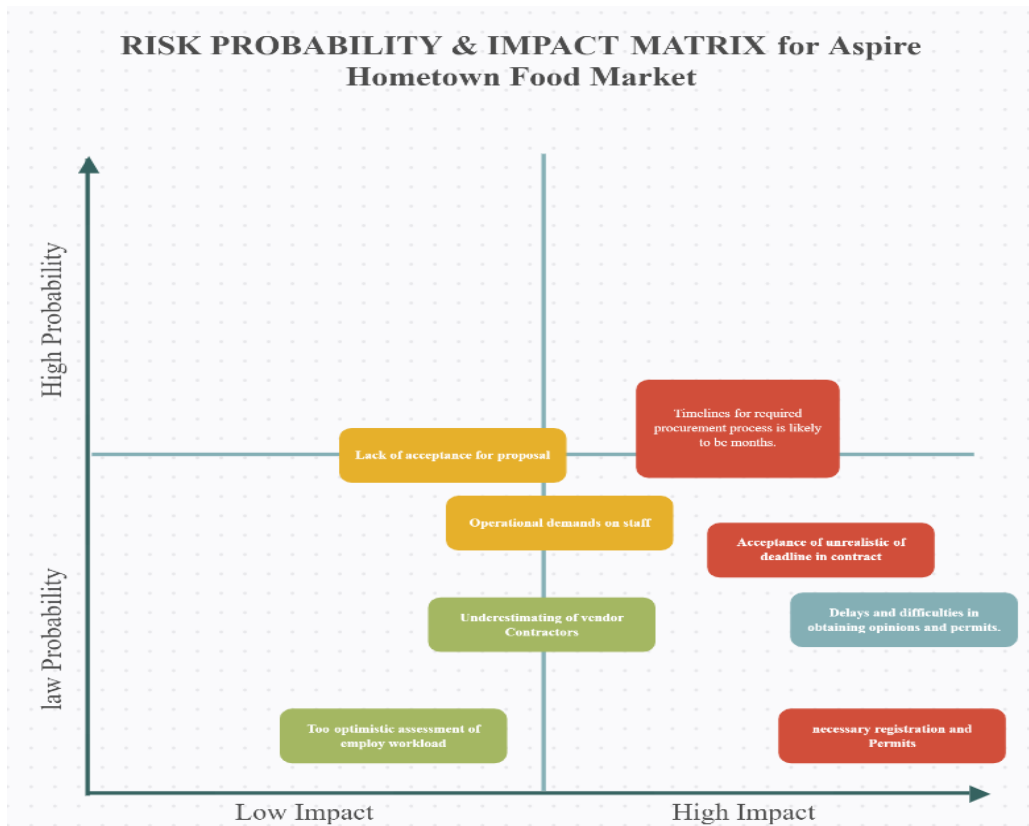 RISK PROBABILITY & IMPACT MATRIX for Aspire
Hometown Food Market
High Probability
law Probability
Timelines for required
procurement process is likely
to be months.
Lack of acceptance for proposal
Operational demands on staff
Acceptance of unrealistic of
deadline in contract
Underestimating of vendor
Contractors
Delays and difficulties in
obtaining opinions and permits.
Too optimistic assessment of
employ workload
necessary registration and
Permits
Low Impact
High Impact